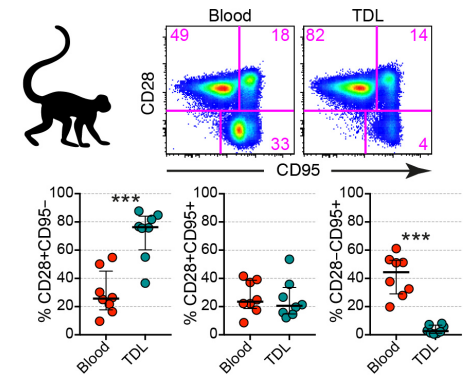 Blood TDL
49 18 82 14
CD28
33 4
CD95
% CD28+CD95−
100
80
60
40
20
0
***
Blood TDL
% CD28+CD95+
100
80
60
40
20
0
Blood TDL
% CD28−CD95+
100
80
60
40
20
0
***
Blood TDL